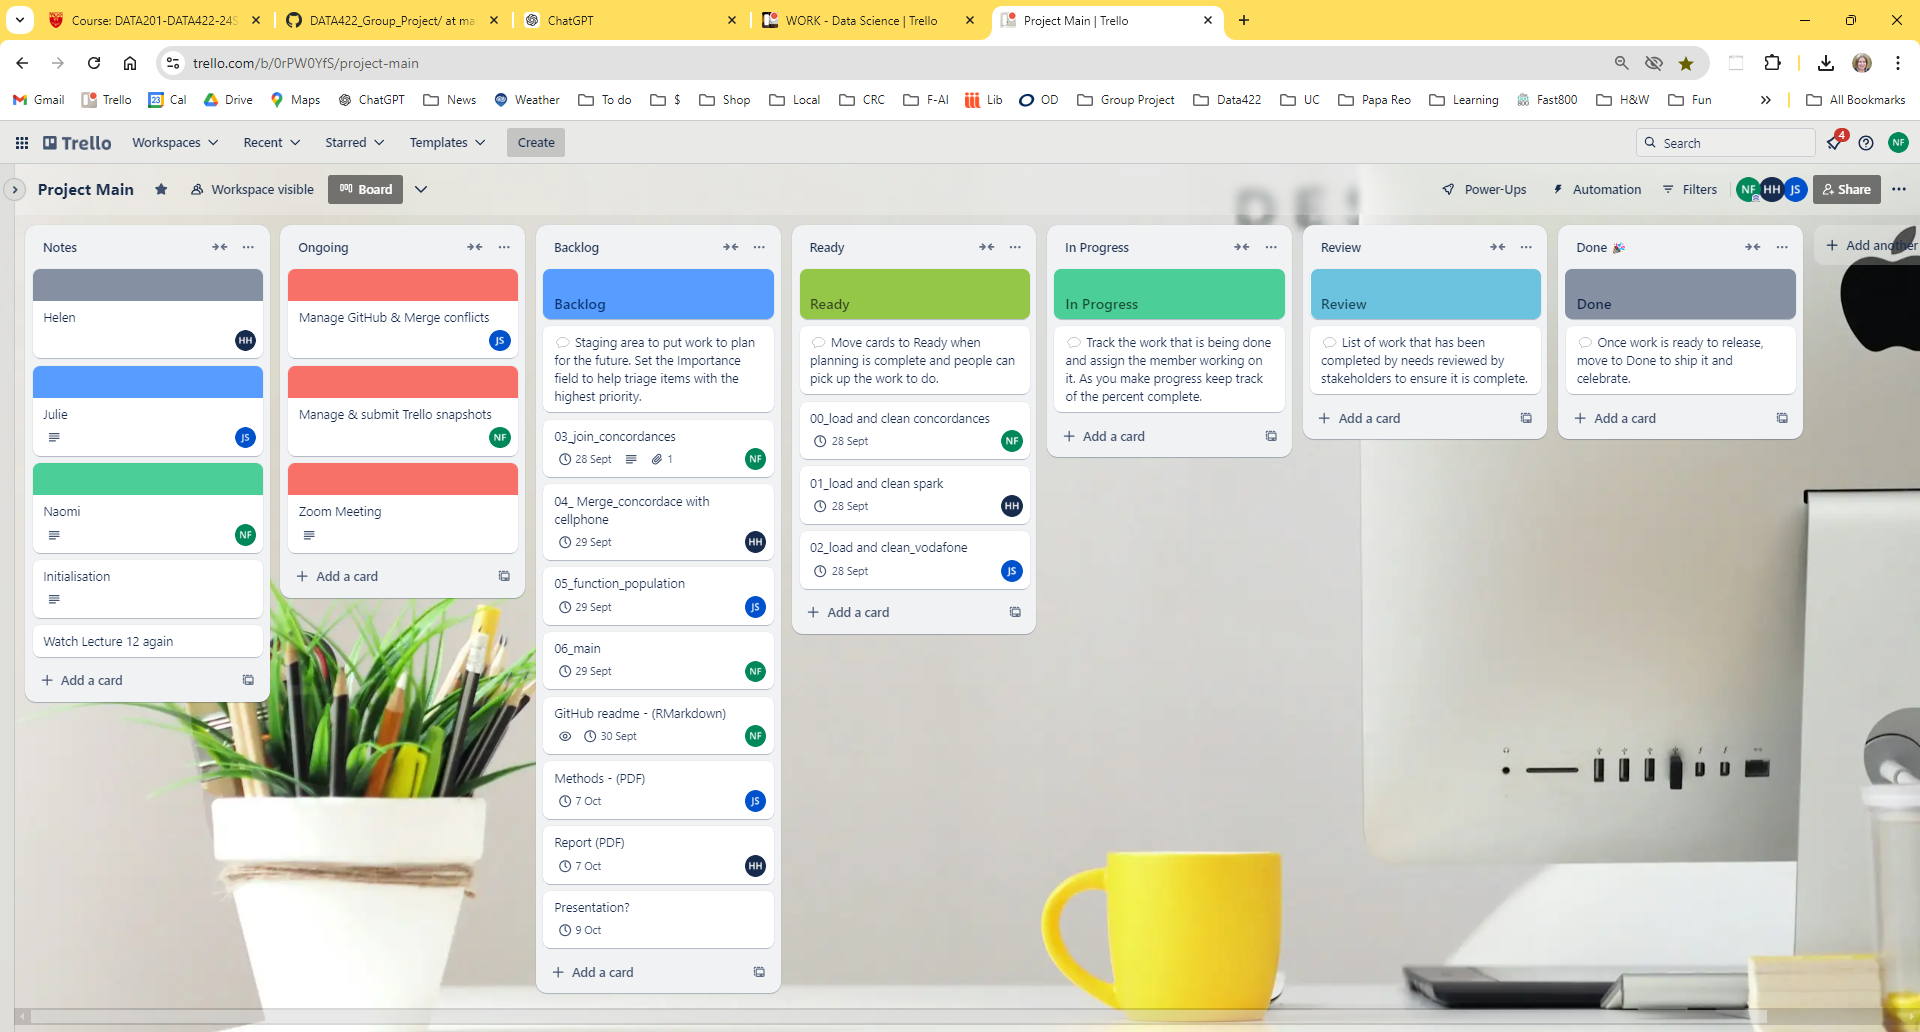 Course: DATA201-DATA422-24S
DATA422_Group_Project/ at ma
ChatGPT
WORK - Data Science | Trello
Project Main | Trello
trello.com/b/0rPW0YfS/project-main
Gmail
Trello
23
Cal
Drive
Maps
ChatGPT
News
Weather
To do
$
Shop
Local
CRC
F-AI
Lib
OD
Group Project
Data422
UC
Papa Reo
Learning
Fast800
H&W
Fun
All Bookmarks
Trello
Workspaces
Recent
Starred
Templates
Create
Search
4
NF
Project Main
Workspace visible
Board
Power-Ups
Automation
Filters
NF
HH
JS
Share
DES
Notes
Helen
HH
Julie
JS
Naomi
NF
Initialisation
Watch Lecture 12 again
+ Add a card
Ongoing
Manage GitHub & Merge conflicts
JS
Manage & submit Trello snapshots
NF
Zoom Meeting
+ Add a card
Backlog
Backlog
Staging area to put work to plan
for the future. Set the Importance
field to help triage items with the
highest priority.
03_join_concordances
28 Sept
1
NF
04_ Merge_concordace with
cellphone
29 Sept
HH
05_function_population
29 Sept
JS
06_main
29 Sept
NF
GitHub readme - (RMarkdown)
30 Sept
NF
Methods - (PDF)
7 Oct
JS
Report (PDF)
7 Oct
HH
Presentation?
9 Oct
+ Add a card
Ready
Ready
Move cards to Ready when
planning is complete and people can
pick up the work to do.
00_load and clean concordances
28 Sept
NF
01_load and clean spark
28 Sept
HH
02_load and clean_vodafone
28 Sept
JS
+ Add a card
In Progress
In Progress
Track the work that is being done
and assign the member working on
it. As you make progress keep track
of the percent complete.
+ Add a card
Review
Review
List of work that has been
completed by needs reviewed by
stakeholders to ensure it is complete.
+ Add a card
Done 🎉
Done
Once work is ready to release,
move to Done to ship it and
celebrate.
+ Add a card
+ Add another